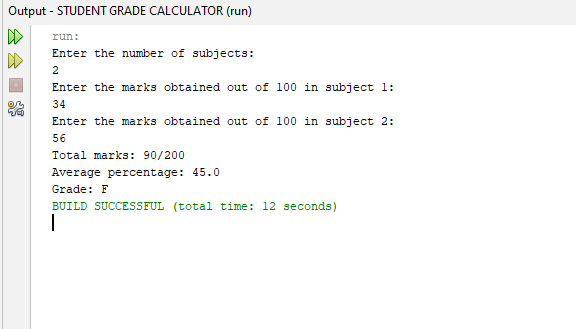 Output - STUDENT GRADE CALCULATOR (run)
run:
Enter the number of subjects:
2
Enter the marks obtained out of 100 in subject 1:
34
Enter the marks obtained out of 100 in subject 2:
56
Total marks: 90/200
Average percentage: 45.0
Grade: F
BUILD SUCCESSFUL (total time: 12 seconds)